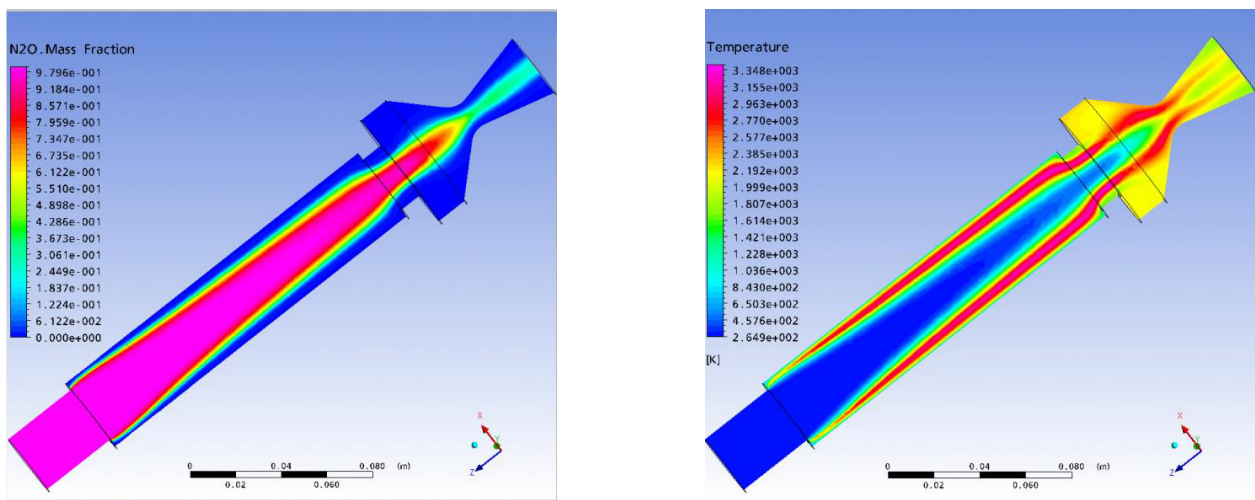 N2O.Mass Fraction
9.796e-001
9.184e-001
8.571e-001
7.959e-001
7.347e-001
6.735e-001
6.122e-001
5.510e-001
4.898e-001
4.286e-001
3.673e-001
3.061e-001
2.449e-001
1.837e-001
1.224e-001
6.122e-002
0.000e+000
0 0.04 0.080 (m)
0.02 0.060
X
Y
Z
Temperature
3.348e+003
3.155e+003
2.963e+003
2.770e+003
2.577e+003
2.385e+003
2.192e+003
1.999e+003
1.807e+003
1.614e+003
1.421e+003
1.228e+003
1.036e+003
8.430e+002
6.503e+002
4.576e+002
2.649e+002
[K]
0 0.04 0.080 (m)
0.02 0.060
X
Y
Z